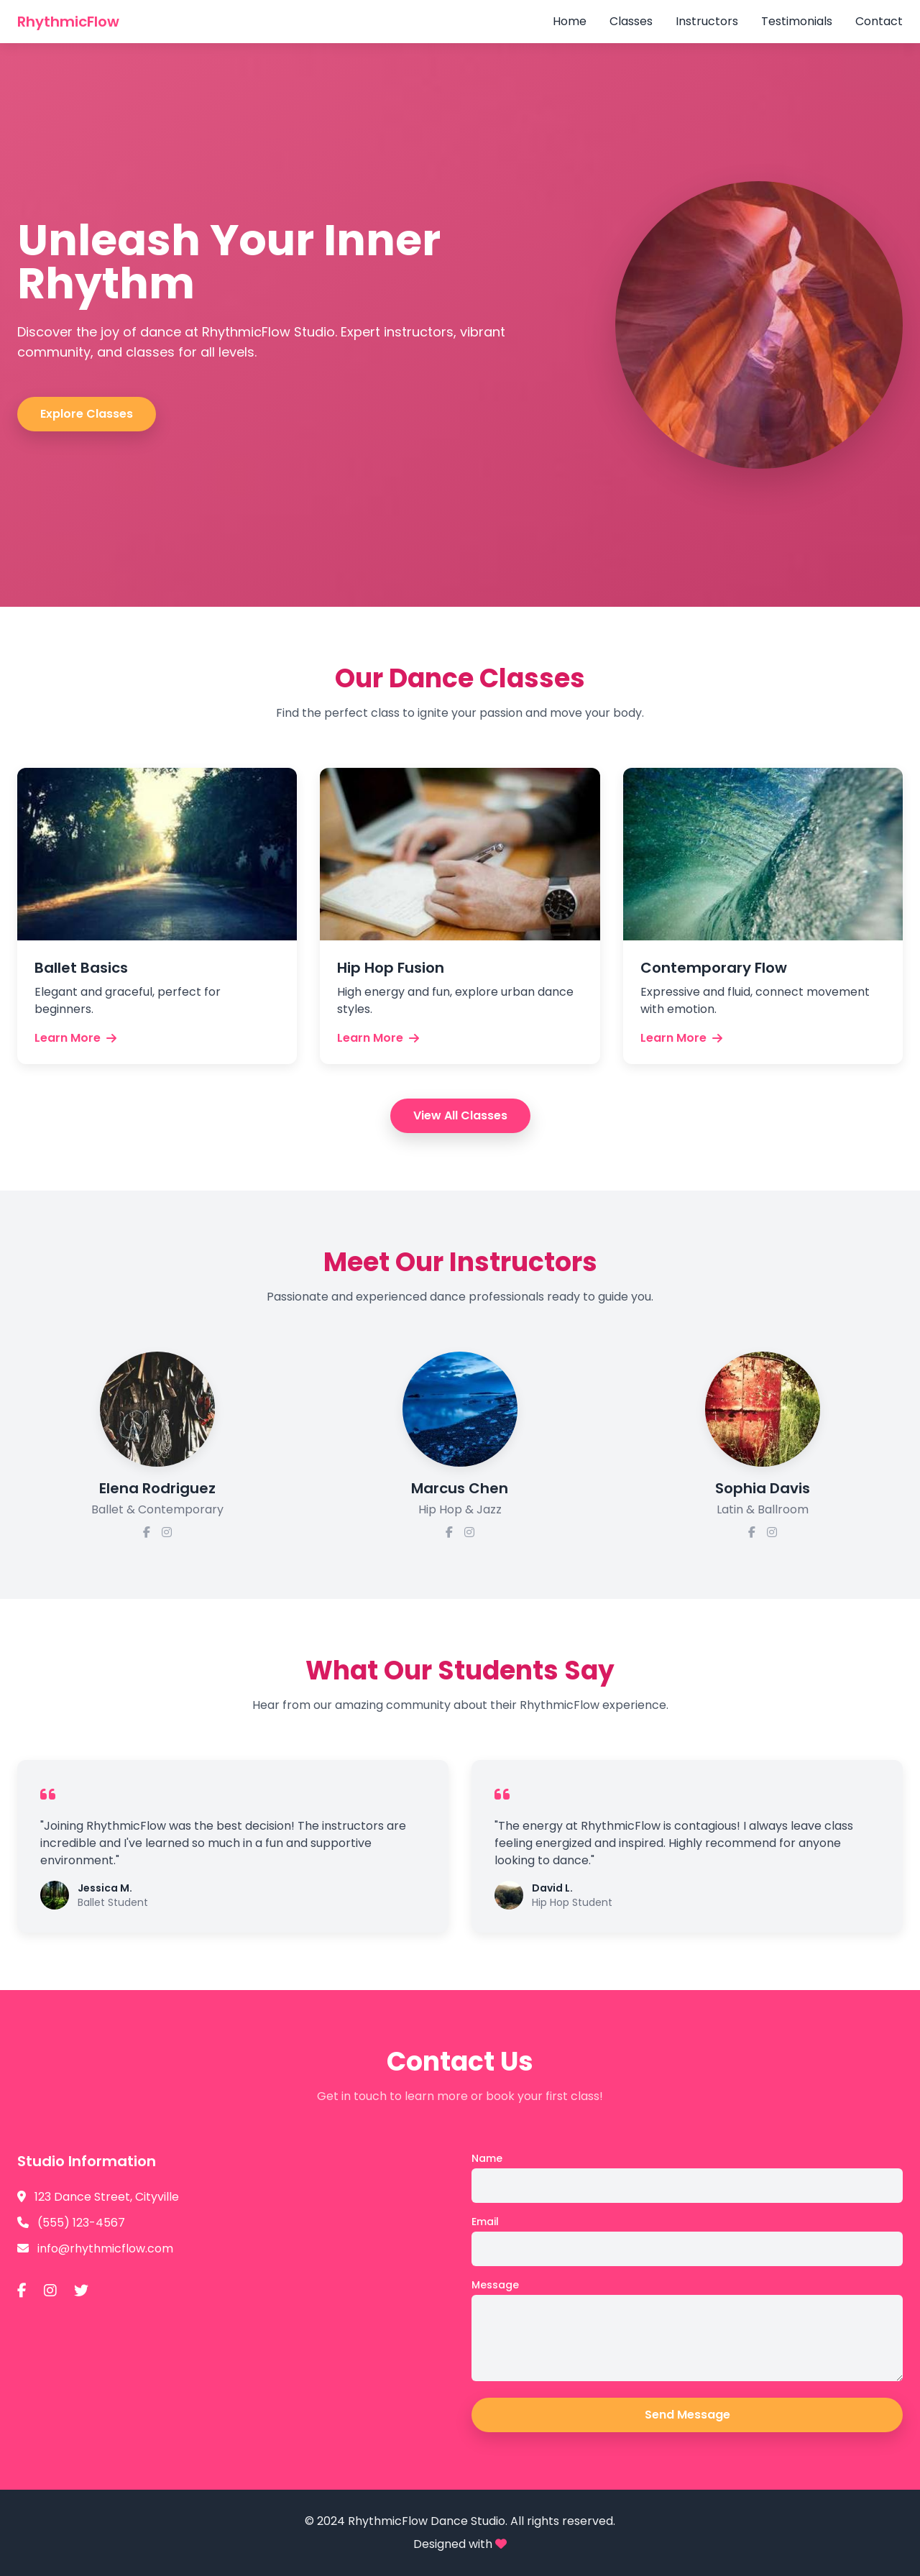 RhythmicFlow
Home Classes Instructors Testimonials Contact
Unleash Your Inner
Rhythm
Discover the joy of dance at RhythmicFlow Studio. Expert instructors, vibrant
community, and classes for all levels.
Explore Classes
Our Dance Classes
Find the perfect class to ignite your passion and move your body.
Ballet Basics
Elegant and graceful, perfect for
beginners.
Learn More
Hip Hop Fusion
High energy and fun, explore urban dance
styles.
Learn More
Contemporary Flow
Expressive and fluid, connect movement
with emotion.
Learn More
View All Classes
Meet Our Instructors
Passionate and experienced dance professionals ready to guide you.
Elena Rodriguez
Ballet & Contemporary
Marcus Chen
Hip Hop & Jazz
Sophia Davis
Latin & Ballroom
What Our Students Say
Hear from our amazing community about their RhythmicFlow experience.
"Joining RhythmicFlow was the best decision! The instructors are
incredible and I've learned so much in a fun and supportive
environment."
Jessica M.
Ballet Student
"The energy at RhythmicFlow is contagious! I always leave class
feeling energized and inspired. Highly recommend for anyone
looking to dance."
David L.
Hip Hop Student
Contact Us
Get in touch to learn more or book your first class!
Studio Information
123 Dance Street, Cityville
(555) 123-4567
info@rhythmicflow.com
Name
Email
Message
Send Message
© 2024 RhythmicFlow Dance Studio. All rights reserved.
Designed with